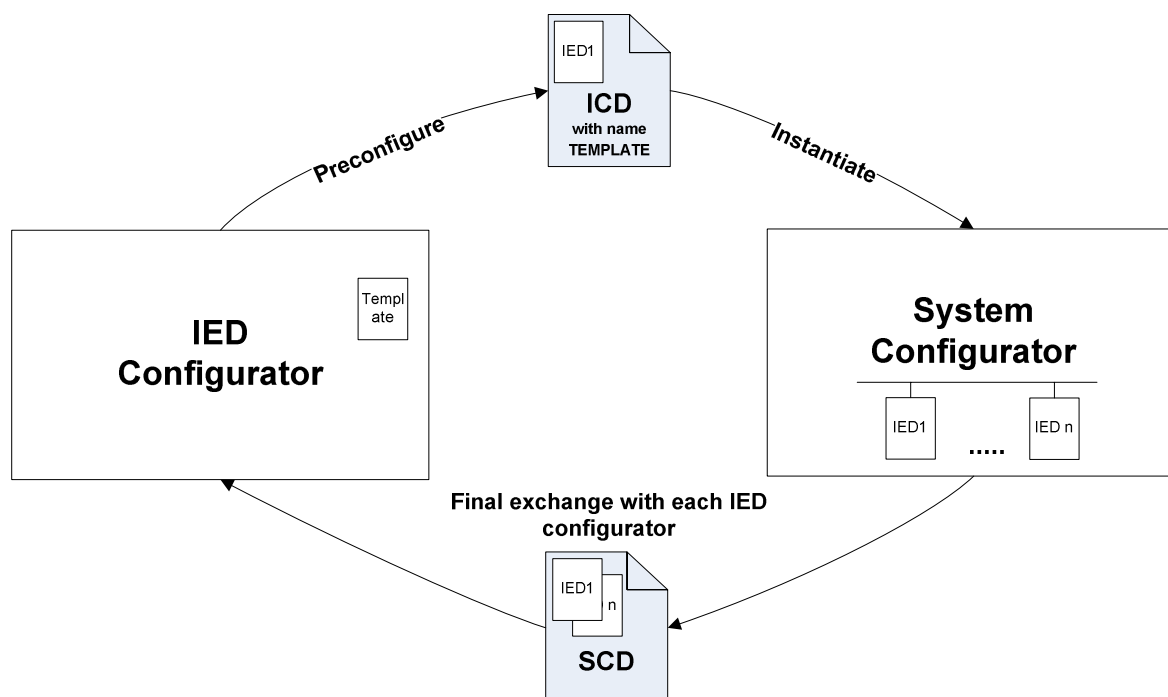 IED1
ICD
with name
TEMPLATE
Preconfigure
Instantiate
Templ
ate
IED
Configurator
System
Configurator
IED1
.....
IED n
Final exchange with each IED
configurator
IED1
D n
SCD